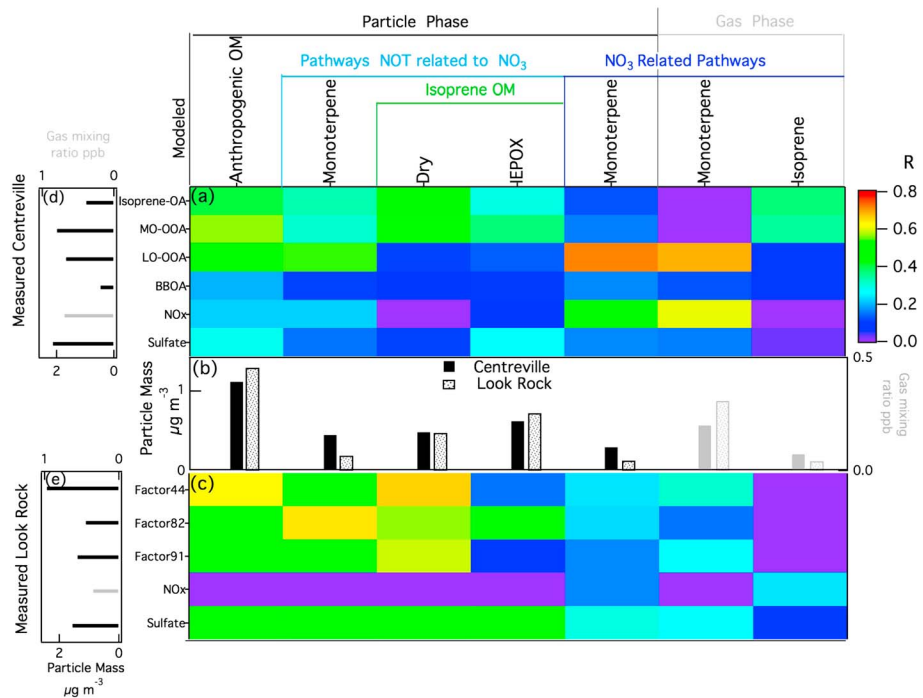 Particle Phase
Gas Phase
Pathways NOT related to NO3
NO3 Related Pathways
Isoprene OM
Modeled
Anthropogenic OM
Monoterpene
Dry
IEPOX
Monoterpene
Monoterpene
Isoprene
Gas mixing
ratio ppb
1 0
Measured Centreville
(d)
(a)
Isoprene-OA
MO-OOA
LO-OOA
BBOA
NOx
Sulfate
2 0
R
0.8
0.6
0.4
0.2
0.0
(b)
Centreville
Look Rock
Particle Mass
µg m-3
1
0
0.5
0.0
Gas mixing
ratio ppb
1 0
Measured Look Rock
(e)
(c)
Factor44
Factor82
Factor91
NOx
Sulfate
2 0
Particle Mass
µg m-3